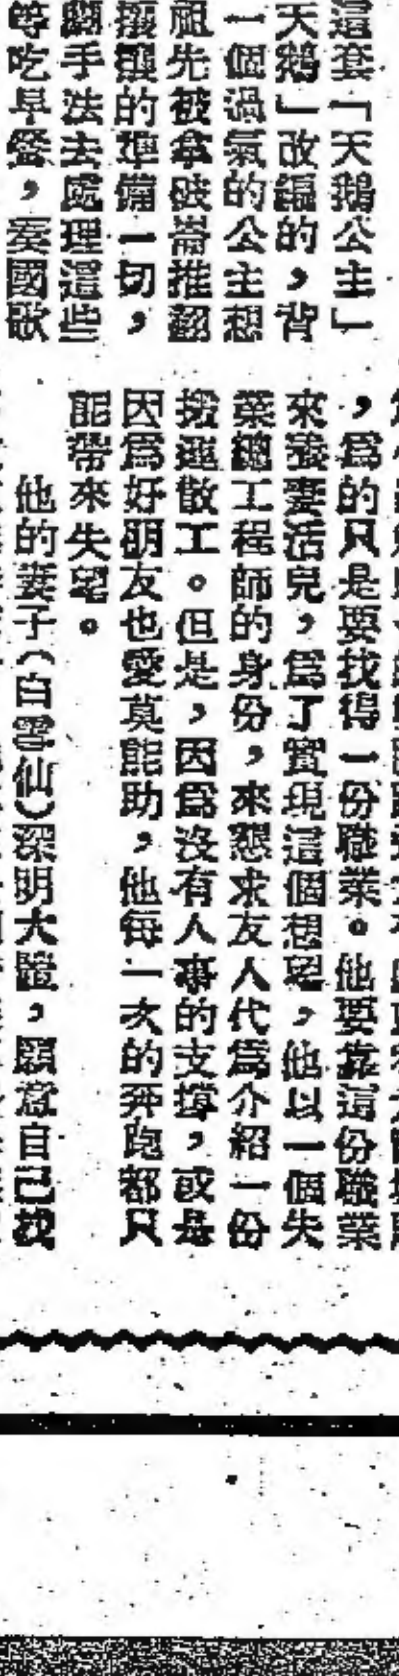 這套「天鵝公主」
天鵝」改編的，背
一個過氣的公主想
祖先被拿破崙推翻
的準備一切，
手法去處理這些
等吃早餐，愛國歌
，爲的只是要找得一份職業。他要靠這份職業
來養妻活兒，爲了實現這個想望，他以一個失
業總工程師的身份，來懇求友人代爲介紹一份
搬運散工。但是，因爲沒有人事的支撐，或是
因爲好朋友也愛莫能助，他每一次的奔跑都只
能帶來失望。
他的妻子（白雲仙）深明大體，願意自己找